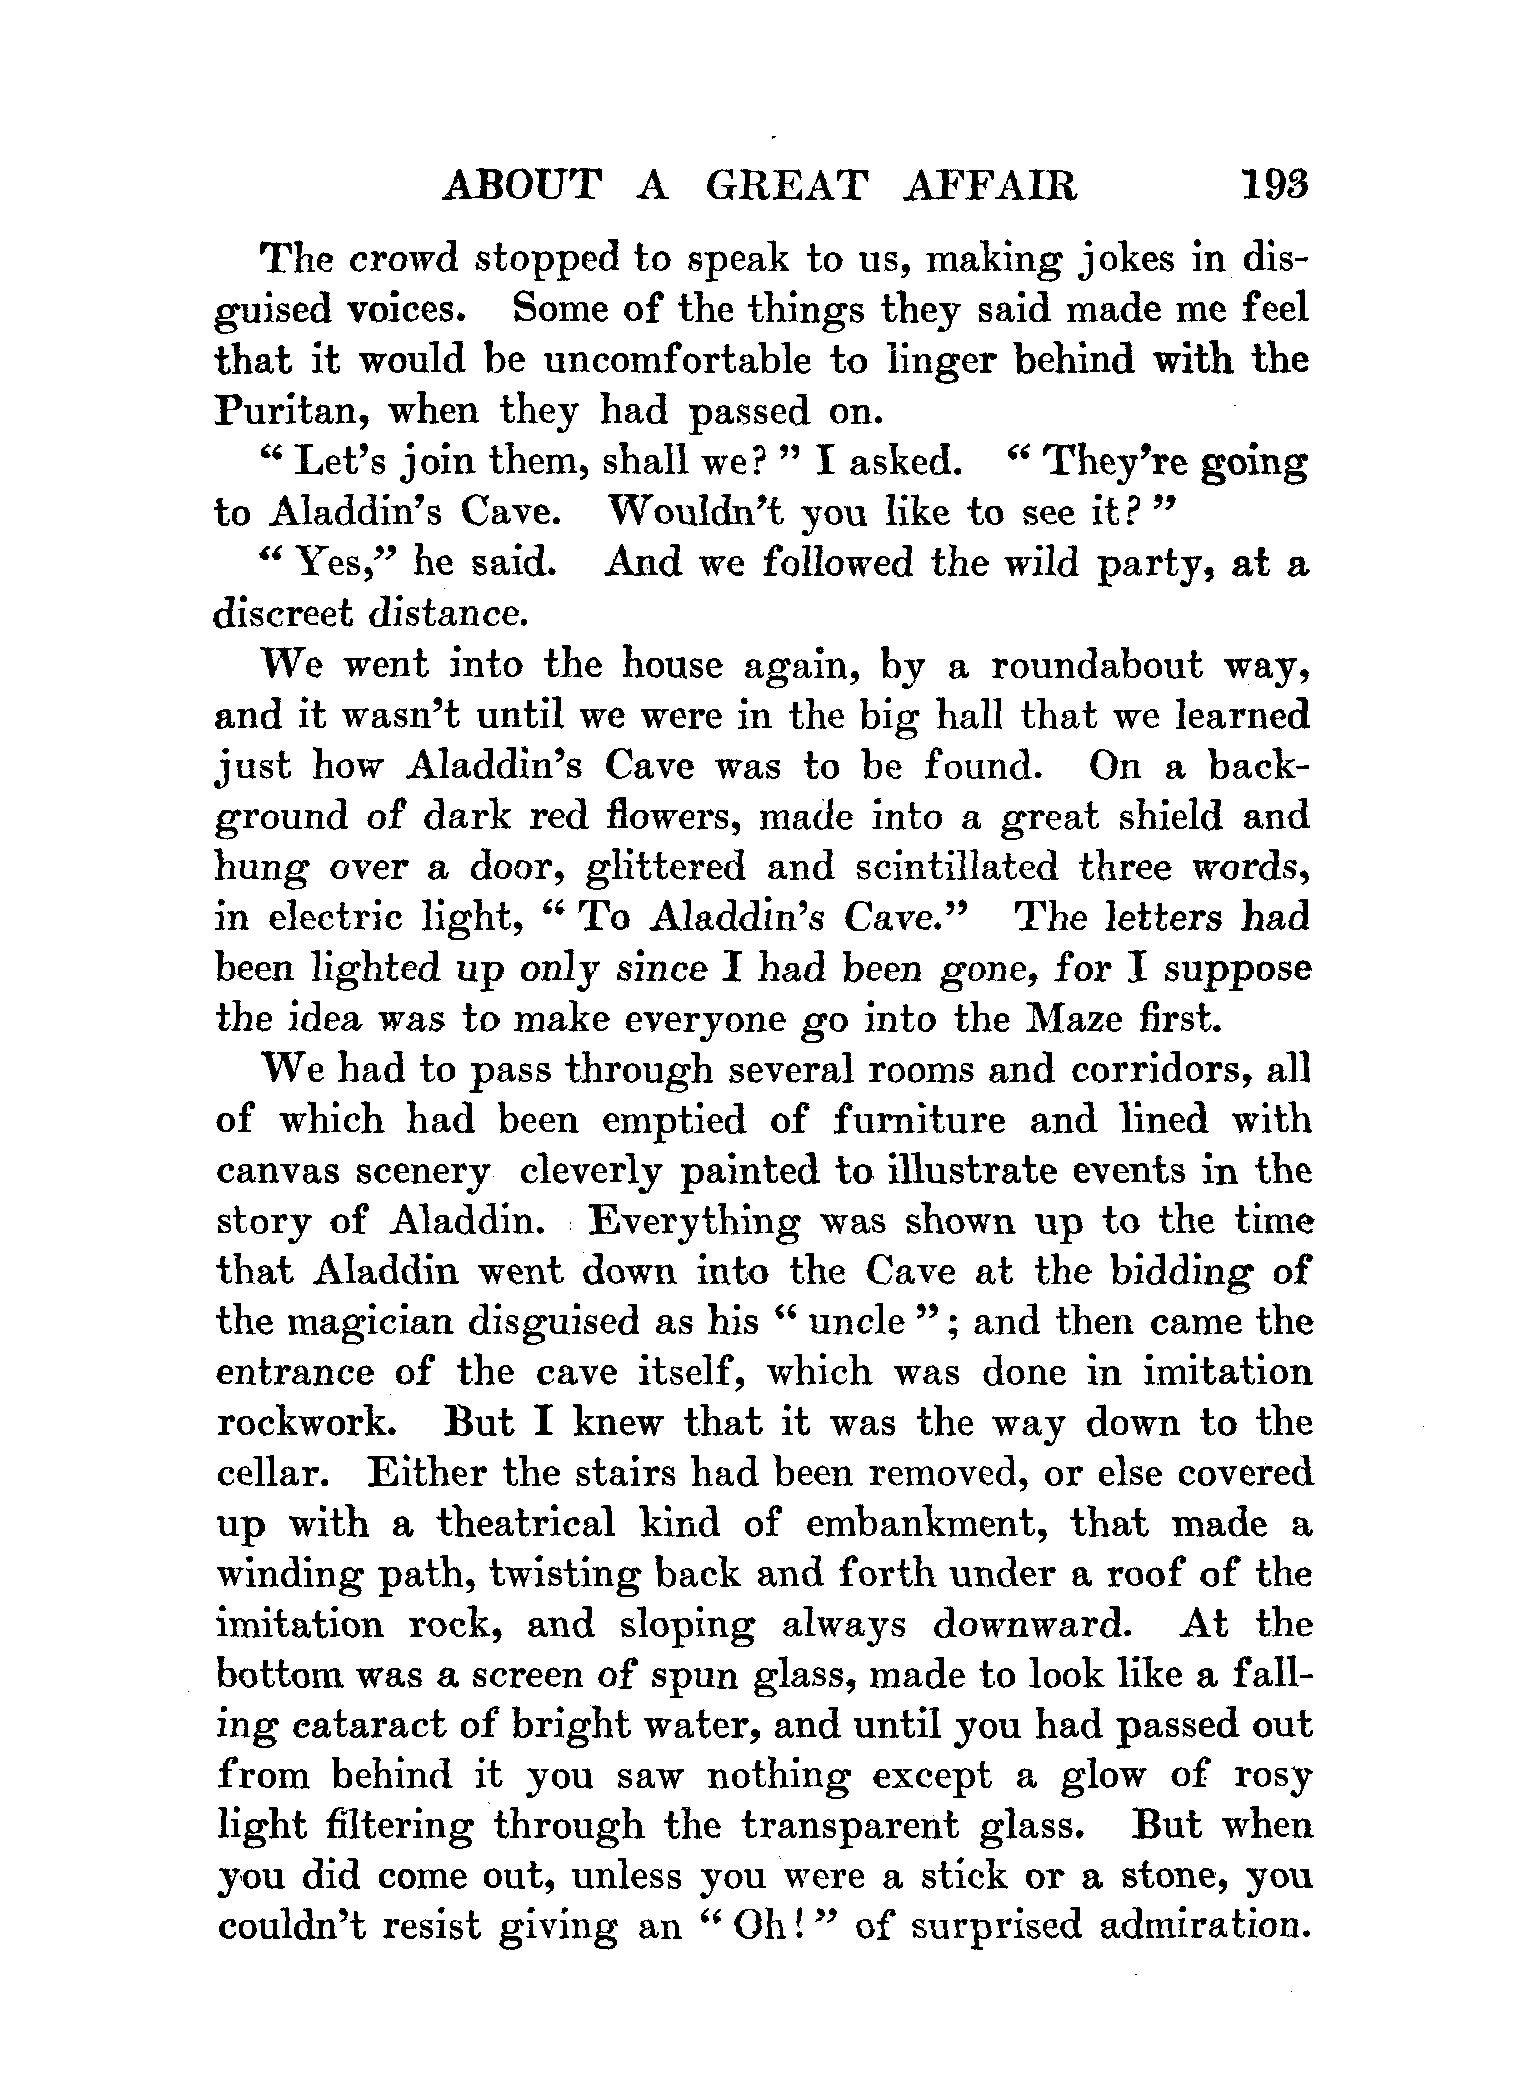 ABOUT A GREAT AFFAIR 193
The crowd stopped to speak to us, making jokes in dis-
guised voices. Some of the things they said made me feel
that it would be uncomfortable to linger behind with the
Puritan, when they had passed on.
“ Let’s join them, shall we? ” I asked. “ They’re going
to Aladdin’s Cave. Wouldn’t you like to see it? ”
“ Yes,” he said. And we followed the wild party, at a
discreet distance.
We went into the house again, by a roundabout way,
and it wasn’t until we were in the big hall that we learned
just how Aladdin’s Cave was to be found. On a back-
ground of dark red flowers, made into a great shield and
hung over a door, glittered and scintillated three words,
in electric light, “ To Aladdin’s Cave.” The letters had
been lighted up only since I had been gone, for I suppose
the idea was to make everyone go into the Maze first.
We had to pass through several rooms and corridors, all
of which had been emptied of furniture and lined with
canvas scenery cleverly painted to illustrate events in the
story of Aladdin. Everything was shown up to the time
that Aladdin went down into the Cave at the bidding of
the magician disguised as his “ uncle ” ; and then came the
entrance of the cave itself, which was done in imitation
rockwork. But I knew that it was the way down to the
cellar. Either the stairs had been removed, or else covered
up with a theatrical kind of embankment, that made a
winding path, twisting back and forth under a roof of the
imitation rock, and sloping always downward. At the
bottom was a screen of spun glass, made to look like a fall-
ing cataract of bright water, and until you had passed out
from behind it you saw nothing except a glow of rosy
light filtering through the transparent glass. But when
you did come out, unless you were a stick or a stone, you
couldn’t resist giving an “ Oh! ” of surprised admiration.